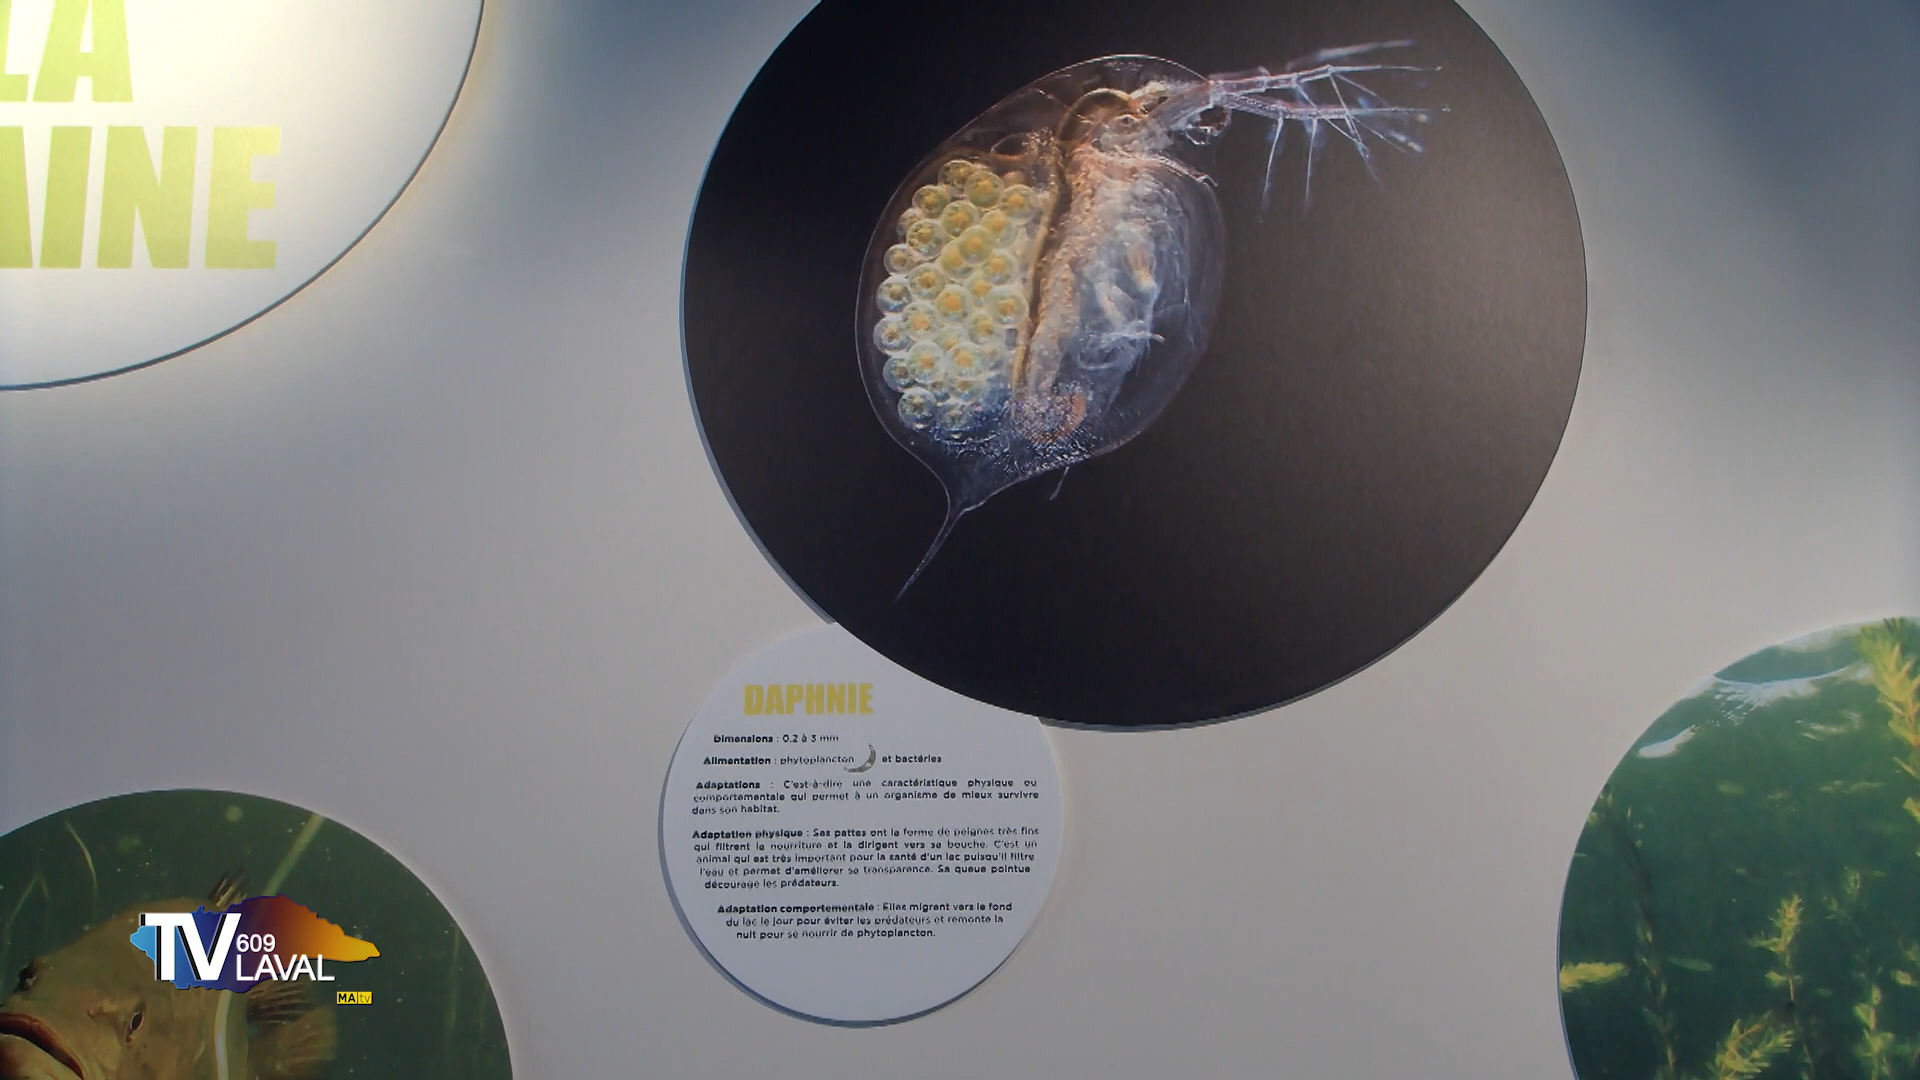 LA
AINE
DAPHNIE
Dimensions : 0.2 à 3 mm
Alimentation : phytoplancton et bactéries
Adaptations : C'est-à-dire une caractéristique physique ou
comportementale qui permet à un organisme de mieux survivre
dans son habitat.
Adaptation physique : Ses pattes ont la forme de peignes très fins
qui filtrent la nourriture et la dirigent vers sa bouche. C'est un
animal qui est très important pour la santé d'un lac puisqu'il filtre
l'eau et permet d'améliorer sa transparence. Sa queue pointue
décourage les prédateurs.
Adaptation comportementale : Elles migrent vers le fond
du lac le jour pour éviter les prédateurs et remonte la
nuit pour se nourrir de phytoplancton.
TV 609
LAVAL
MAtv